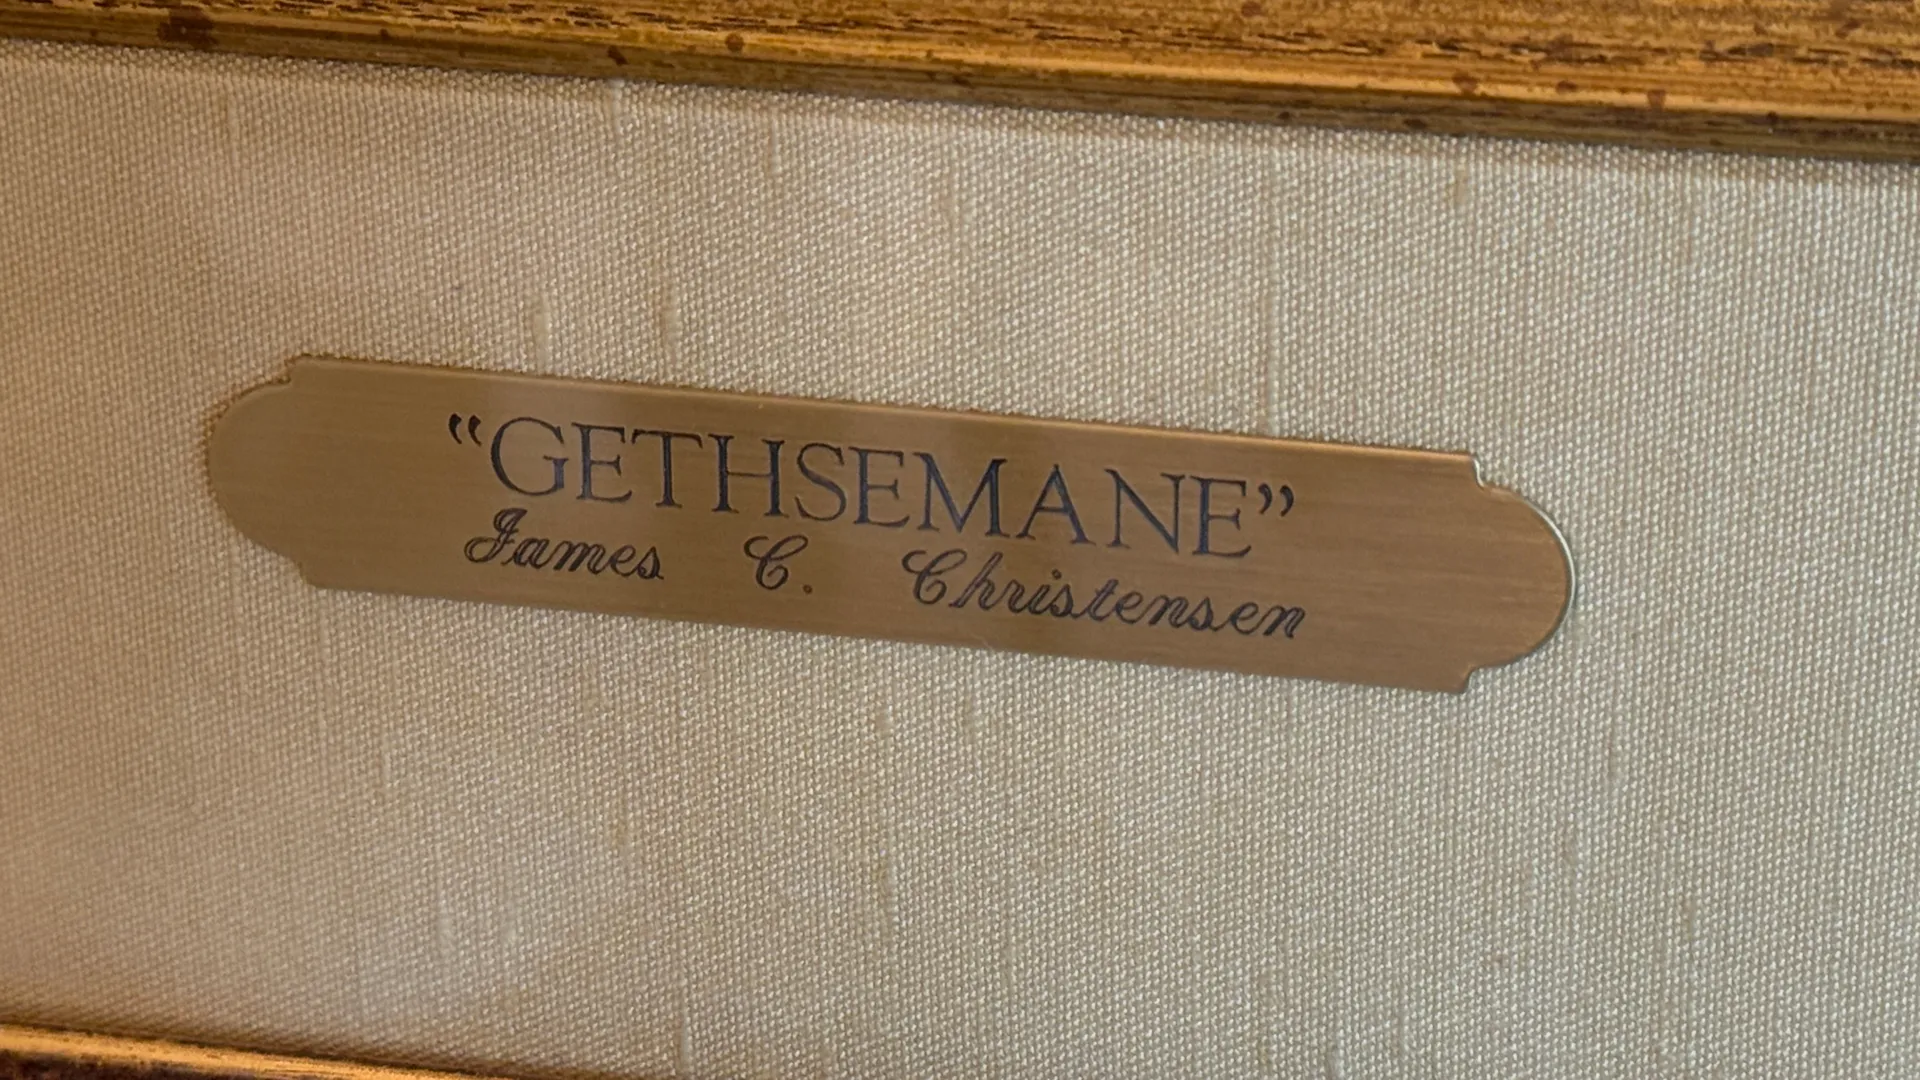 “GETHSEMANE”
James C. Christensen